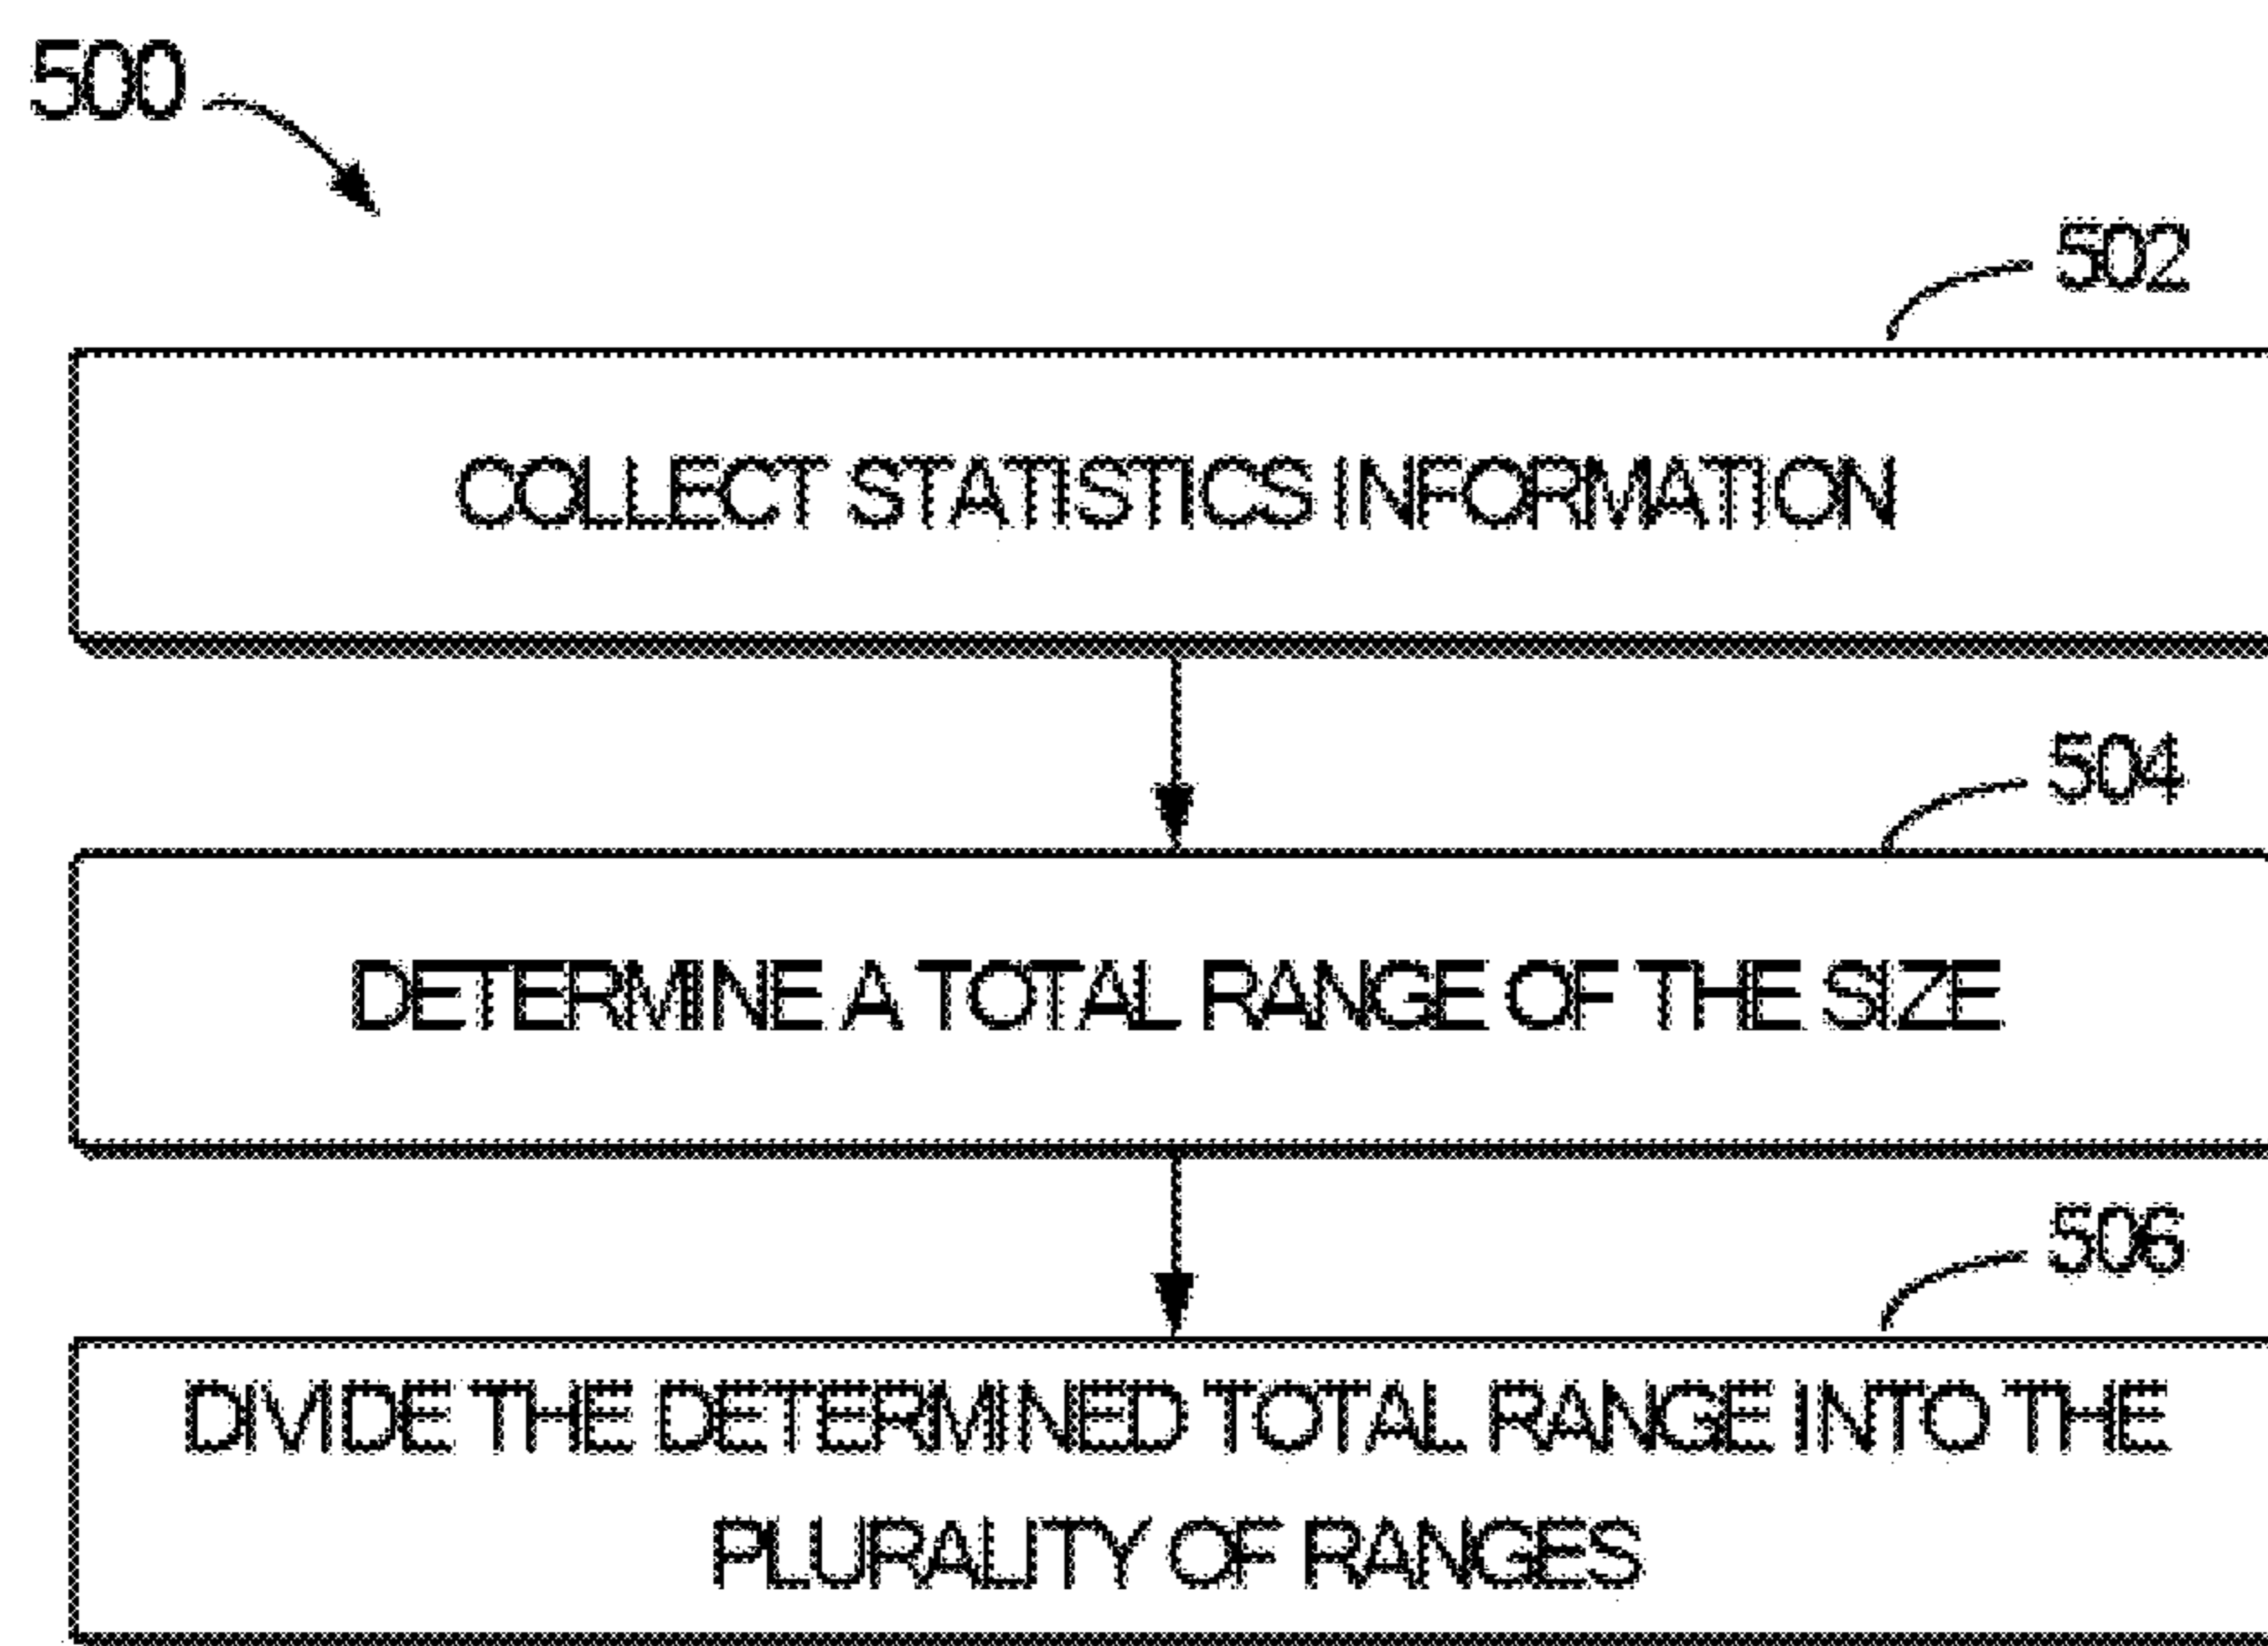 500
502
COLLECT STATISTICS INFORMATION
504
DETERMINE A TOTAL RANGE OF THE SIZE
506
DIVIDE THE DETERMINED TOTAL RANGE INTO THE
PLURALITY OF RANGES